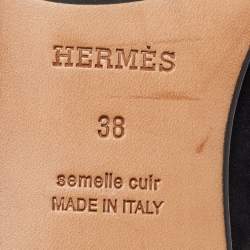 HERMÈS
38
semelle cuir
MADE IN ITALY